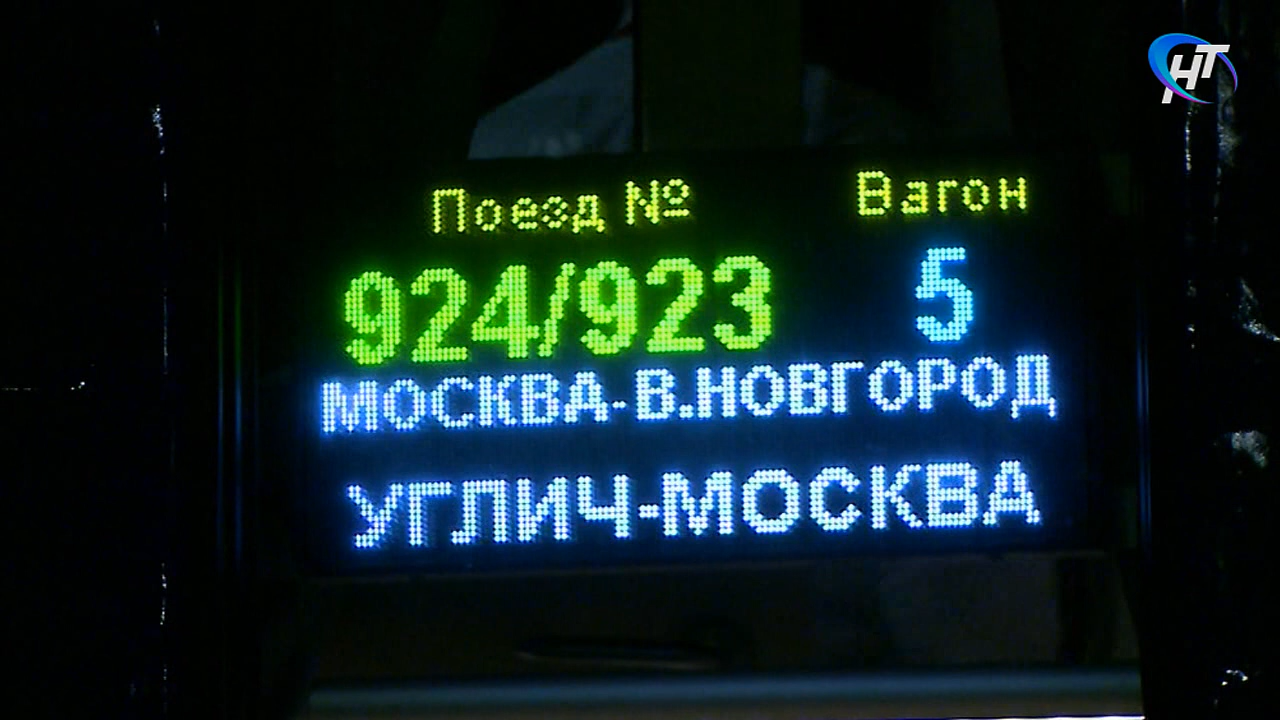 НТ
Поезд № Вагон
924/923 5
МОСКВА-В.НОВГОРОД
УГЛИЧ-МОСКВА